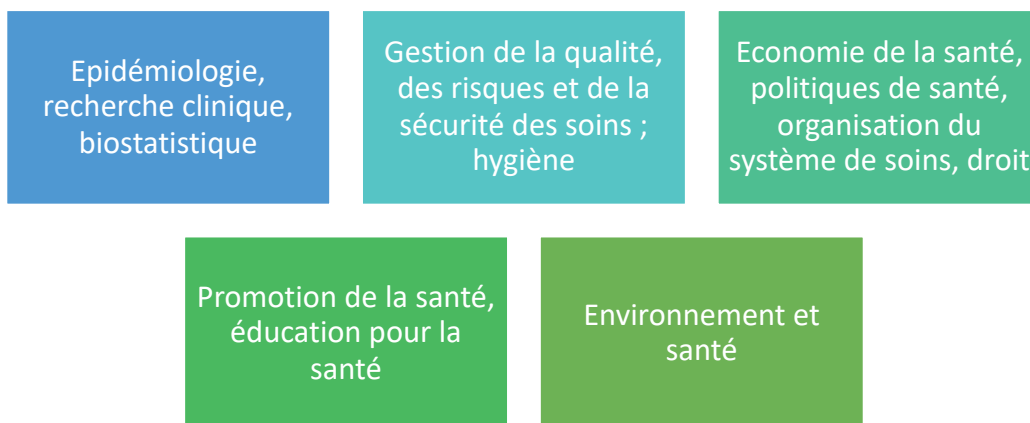 Epidémiologie,
recherche clinique,
biostatistique
Gestion de la qualité,
des risques et de la
sécurité des soins ;
hygiène
Economie de la santé,
politiques de santé,
organisation du
système de soins, droit
Promotion de la santé,
éducation pour la
santé
Environnement et
santé